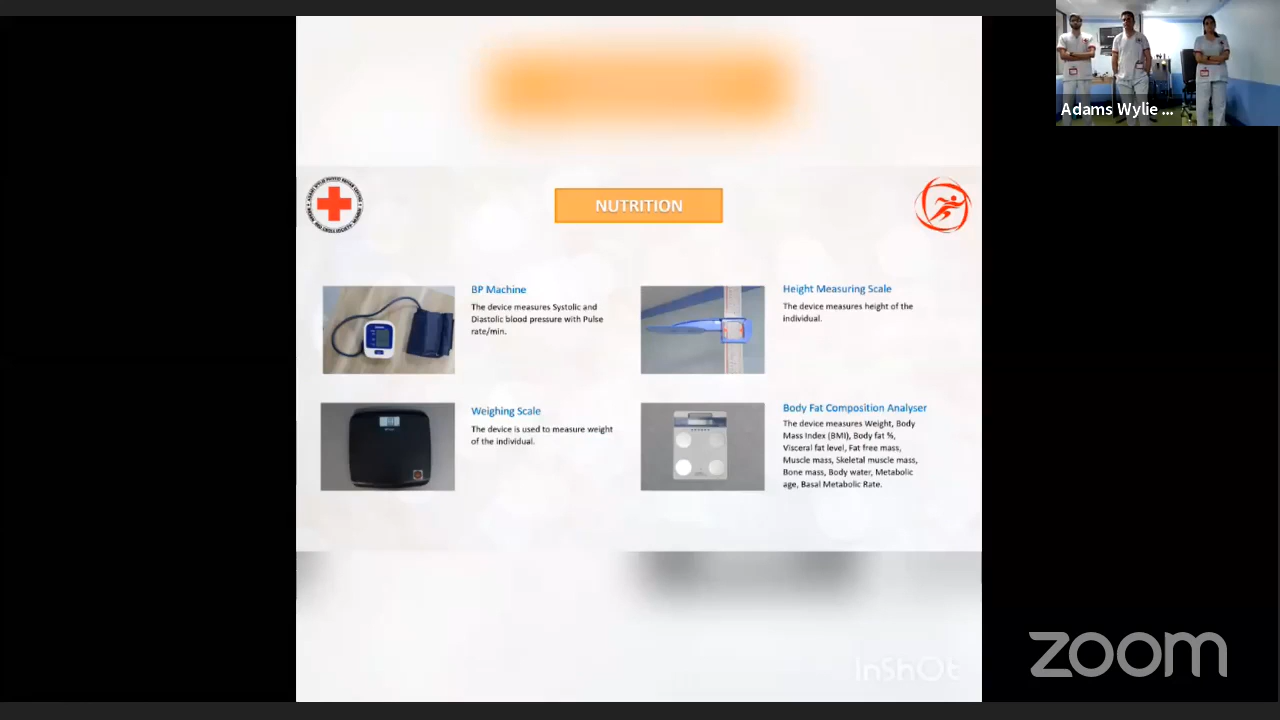 Adams Wylie ...
NUTRITION
BP Machine
The device measures Systolic and
Diastolic blood pressure with Pulse
rate/min.
Height Measuring Scale
The device measures height of the
individual.
Weighing Scale
The device is used to measure weight
of the individual.
Body Fat Composition Analyser
The device measures Weight, Body
Mass Index (BMI), Body fat %,
Visceral fat level, Fat free mass,
Muscle mass, Skeletal muscle mass,
Bone mass, Body water, Metabolic
age, Basal Metabolic Rate.
InShOt
zoom